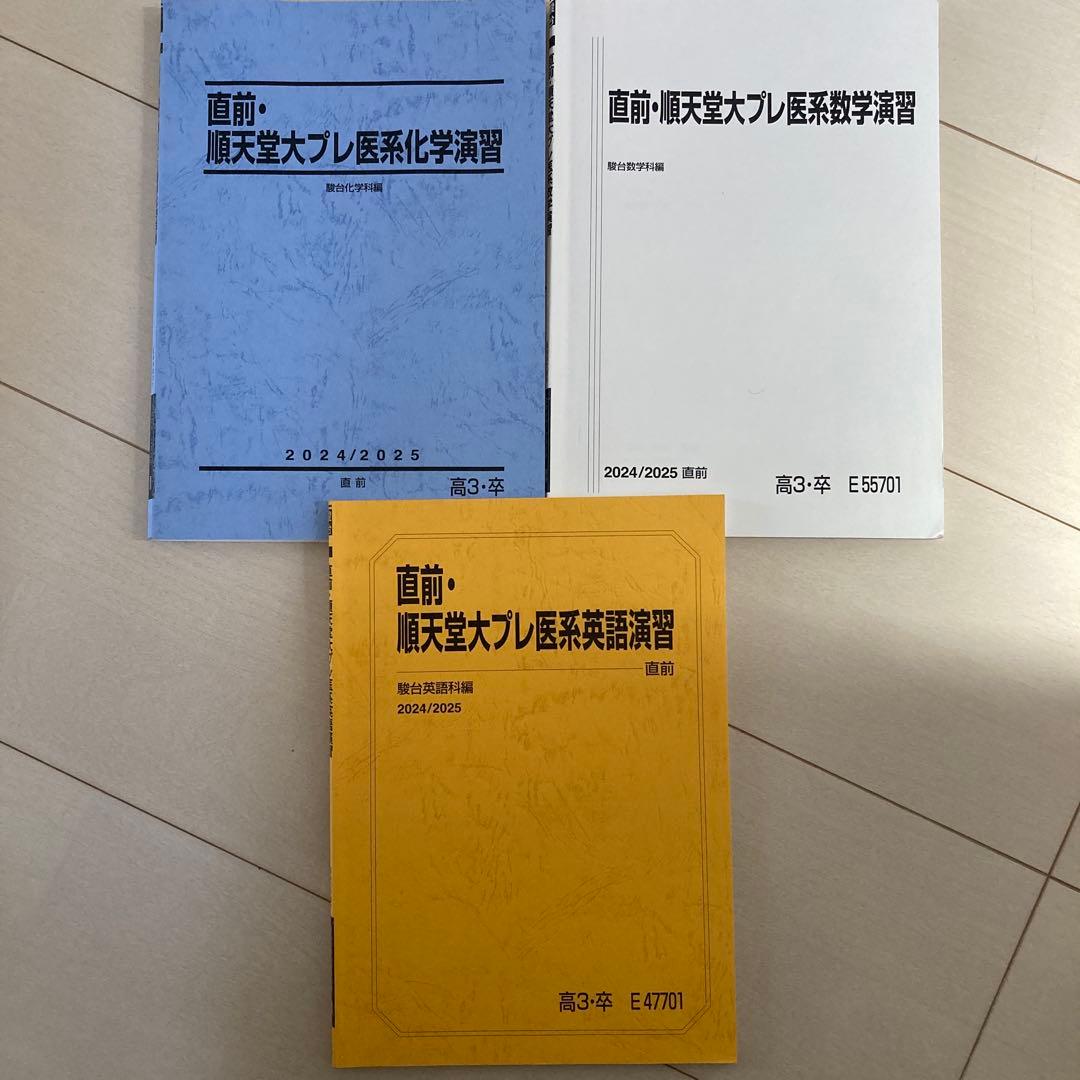 直前・
順天堂大プレ医系化学演習
駿台化学科編
2024/2025
直前
高3・卒
直前・順天堂大プレ医系数学演習
駿台数学科編
2024/2025 直前
高3・卒 E55701
直前・
順天堂大プレ医系英語演習
直前
駿台英語科編
2024/2025
高3・卒 E47701